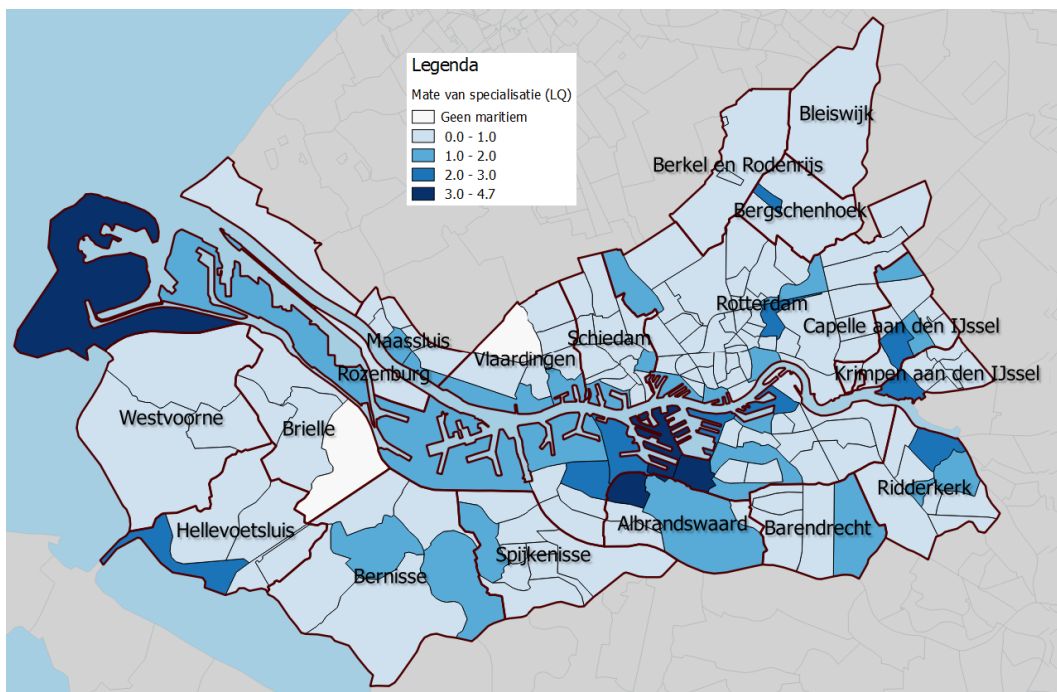 Legenda
Mate van specialisatie (LQ)
Geen maritiem
0.0 - 1.0
1.0 - 2.0
2.0 - 3.0
3.0 - 4.7
Bleiswijk
Berkel en Rodenrijs
Bergschenhoek
Rotterdam
Capelle aan den IJssel
Maassluis
Schiedam
Vlaardingen
Krimpen aan den IJssel
Rozenburg
Westvoorne
Brielle
Ridderkerk
Hellevoetsluis
Albrandswaard
Barendrecht
Spijkenisse
Bernisse